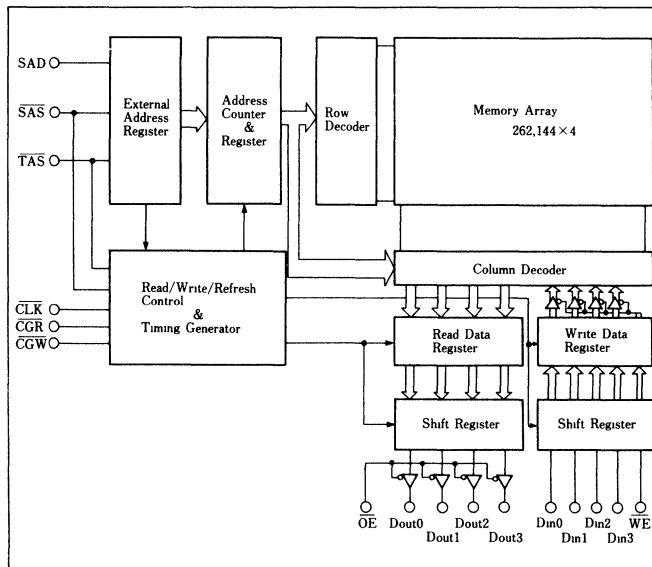 SAD
SAS
TAS
CLK
CGR
CGW
External
Address
Register
Address
Counter
&
Register
Row
Decoder
Memory Array
262,144×4
Read/Write/Refresh
Control
&
Timing Generator
Column Decoder
Read Data
Register
Write Data
Register
Shift Register
Shift Register
OE
Dout0
Dout1
Dout2
Dout3
Din0
Din1
Din2
Din3
WE